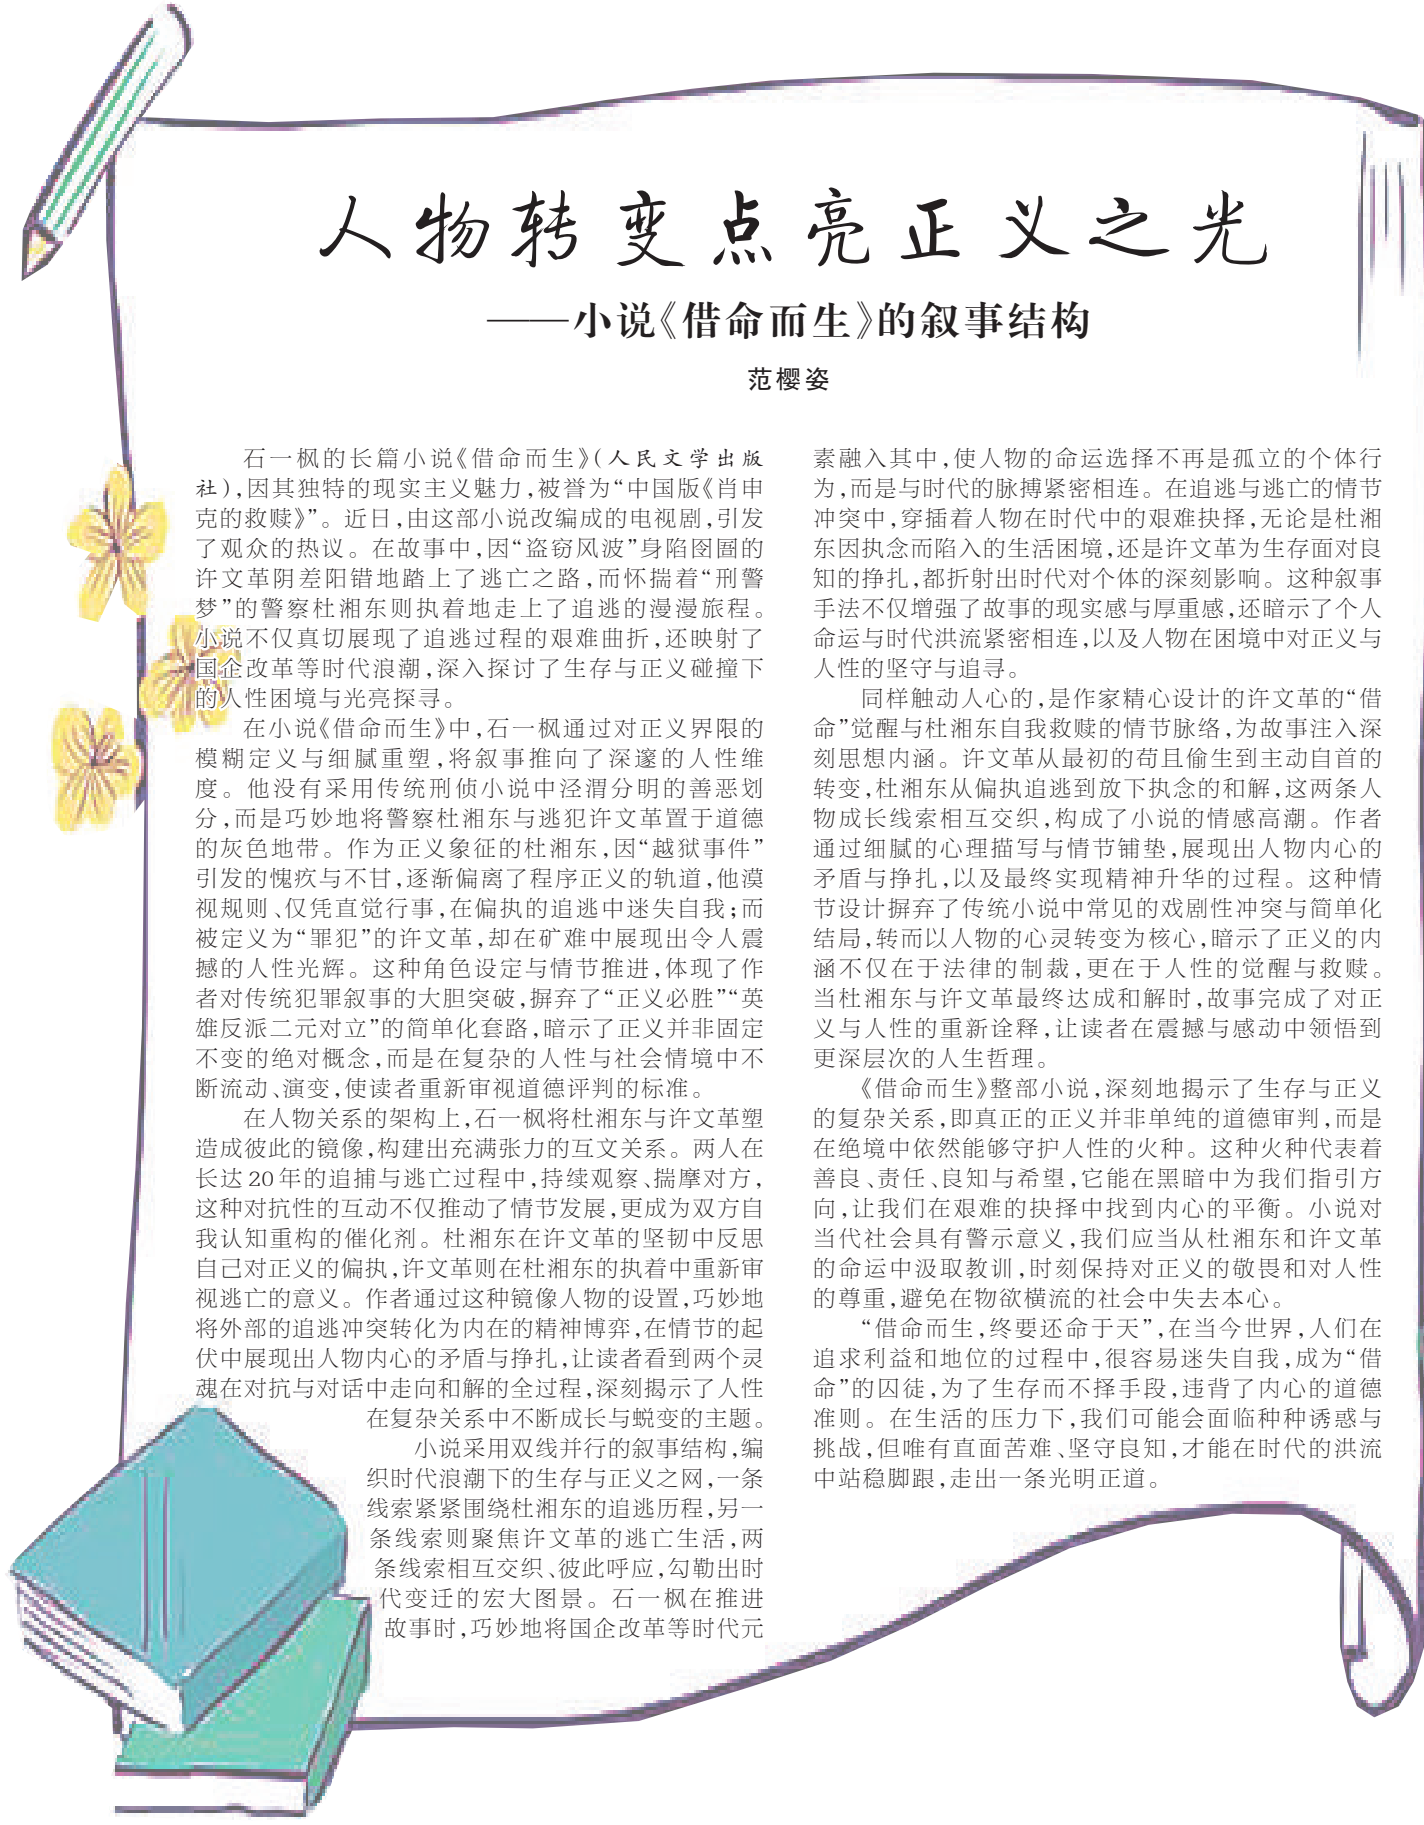 人物转变点亮正义之光
——小说《借命而生》的叙事结构
范樱姿
石一枫的长篇小说《借命而生》(人民文学出版
社),因其独特的现实主义魅力,被誉为“中国版《肖申
克的救赎》”。近日,由这部小说改编成的电视剧,引发
了观众的热议。在故事中,因“盗窃风波”身陷囹圄的
许文革阴差阳错地踏上了逃亡之路,而怀揣着“刑警
梦”的警察杜湘东则执着地走上了追逃的漫漫旅程。
小说不仅真切展现了追逃过程的艰难曲折,还映射了
国企改革等时代浪潮,深入探讨了生存与正义碰撞下
的人性困境与光亮探寻。
在小说《借命而生》中,石一枫通过对正义界限的
模糊定义与细腻重塑,将叙事推向了深邃的人性维
度。他没有采用传统刑侦小说中泾渭分明的善恶划
分,而是巧妙地将警察杜湘东与逃犯许文革置于道德
的灰色地带。作为正义象征的杜湘东,因“越狱事件”
引发的愧疚与不甘,逐渐偏离了程序正义的轨道,他漠
视规则、仅凭直觉行事,在偏执的追逃中迷失自我;而
被定义为“罪犯”的许文革,却在矿难中展现出令人震
撼的人性光辉。这种角色设定与情节推进,体现了作
者对传统犯罪叙事的大胆突破,摒弃了“正义必胜”“英
雄反派二元对立”的简单化套路,暗示了正义并非固定
不变的绝对概念,而是在复杂的人性与社会情境中不
断流动、演变,使读者重新审视道德评判的标准。
在人物关系的架构上,石一枫将杜湘东与许文革塑
造成彼此的镜像,构建出充满张力的互文关系。两人在
长达20年的追捕与逃亡过程中,持续观察、揣摩对方,
这种对抗性的互动不仅推动了情节发展,更成为双方自
我认知重构的催化剂。杜湘东在许文革的坚韧中反思
自己对正义的偏执,许文革则在杜湘东的执着中重新审
视逃亡的意义。作者通过这种镜像人物的设置,巧妙地
将外部的追逃冲突转化为内在的精神博弈,在情节的起
伏中展现出人物内心的矛盾与挣扎,让读者看到两个灵
魂在对抗与对话中走向和解的全过程,深刻揭示了人性
在复杂关系中不断成长与蜕变的主题。
小说采用双线并行的叙事结构,编
织时代浪潮下的生存与正义之网,一条
线索紧紧围绕杜湘东的追逃历程,另一
条线索则聚焦许文革的逃亡生活,两
条线索相互交织、彼此呼应,勾勒出时
代变迁的宏大图景。石一枫在推进
故事时,巧妙地将国企改革等时代元
素融入其中,使人物的命运选择不再是孤立的个体行
为,而是与时代的脉搏紧密相连。在追逃与逃亡的情节
冲突中,穿插着人物在时代中的艰难抉择,无论是杜湘
东因执念而陷入的生活困境,还是许文革为生存面对良
知的挣扎,都折射出时代对个体的深刻影响。这种叙事
手法不仅增强了故事的现实感与厚重感,还暗示了个人
命运与时代洪流紧密相连,以及人物在困境中对正义与
人性的坚守与追寻。
同样触动人心的,是作家精心设计的许文革的“借
命”觉醒与杜湘东自我救赎的情节脉络,为故事注入深
刻思想内涵。许文革从最初的苟且偷生到主动自首的
转变,杜湘东从偏执追逃到放下执念的和解,这两条人
物成长线索相互交织,构成了小说的情感高潮。作者
通过细腻的心理描写与情节铺垫,展现出人物内心的
矛盾与挣扎,以及最终实现精神升华的过程。这种情
节设计摒弃了传统小说中常见的戏剧性冲突与简单化
结局,转而以人物的心灵转变为核心,暗示了正义的内
涵不仅在于法律的制裁,更在于人性的觉醒与救赎。
当杜湘东与许文革最终达成和解时,故事完成了对正
义与人性的重新诠释,让读者在震撼与感动中领悟到
更深层次的人生哲理。
《借命而生》整部小说,深刻地揭示了生存与正义
的复杂关系,即真正的正义并非单纯的道德审判,而是
在绝境中依然能够守护人性的火种。这种火种代表着
善良、责任、良知与希望,它能在黑暗中为我们指引方
向,让我们在艰难的抉择中找到内心的平衡。小说对
当代社会具有警示意义,我们应当从杜湘东和许文革
的命运中汲取教训,时刻保持对正义的敬畏和对人性
的尊重,避免在物欲横流的社会中失去本心。
“借命而生,终要还命于天”,在当今世界,人们在
追求利益和地位的过程中,很容易迷失自我,成为“借
命”的囚徒,为了生存而不择手段,违背了内心的道德
准则。在生活的压力下,我们可能会面临种种诱惑与
挑战,但唯有直面苦难、坚守良知,才能在时代的洪流
中站稳脚跟,走出一条光明正道。